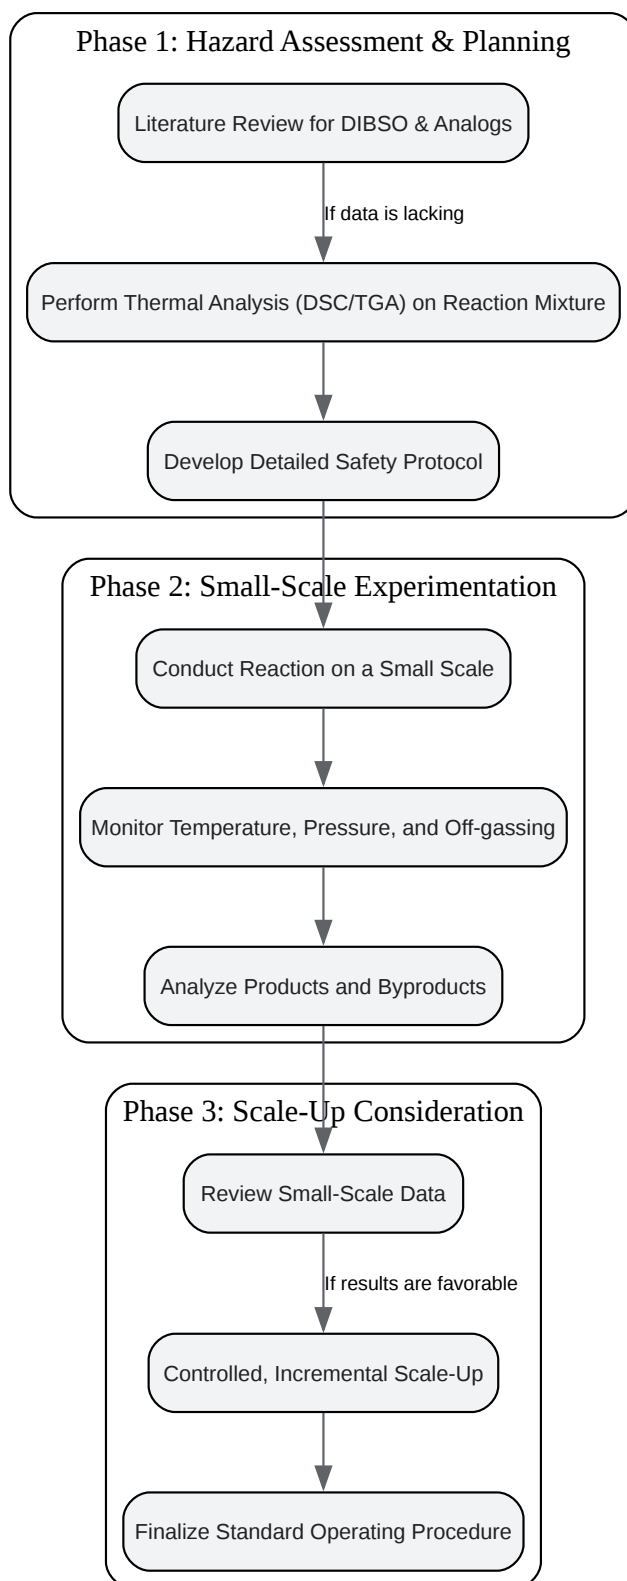 Phase 1: Hazard Assessment & Planning
Literature Review for DIBSO & Analogs
If data is lacking
Perform Thermal Analysis (DSC/TGA) on Reaction Mixture
Develop Detailed Safety Protocol
Phase 2: Small-Scale Experimentation
Conduct Reaction on a Small Scale
Monitor Temperature, Pressure, and Off-gassing
Analyze Products and Byproducts
Phase 3: Scale-Up Consideration
Review Small-Scale Data
If results are favorable
Controlled, Incremental Scale-Up
Finalize Standard Operating Procedure